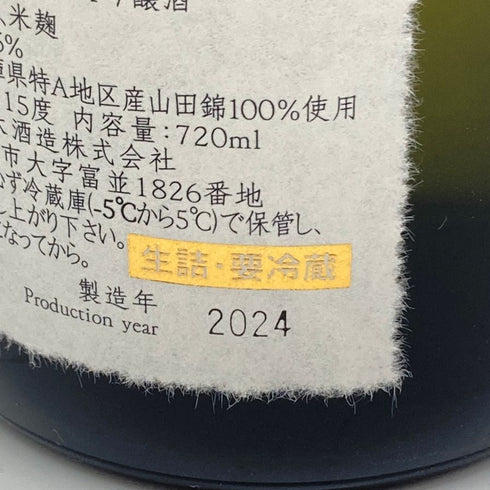 醸酒
米麹
%
県特A地区産山田錦100%使用
15度 内容量:720ml
酒造株式会社
市大字富並1826番地
ず冷蔵庫(-5℃から5℃)で保管し、
し上がり下さい。
なってから。
生詰・要冷蔵
製造年
Production year 2024